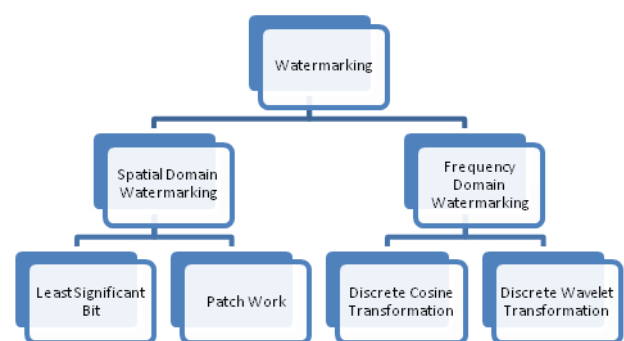 Watermarking
Spatial Domain
Watermarking
Frequency
Domain
Watermarking
Least Significant
Bit
Patch Work
Discrete Cosine
Transformation
Discrete Wavelet
Transformation